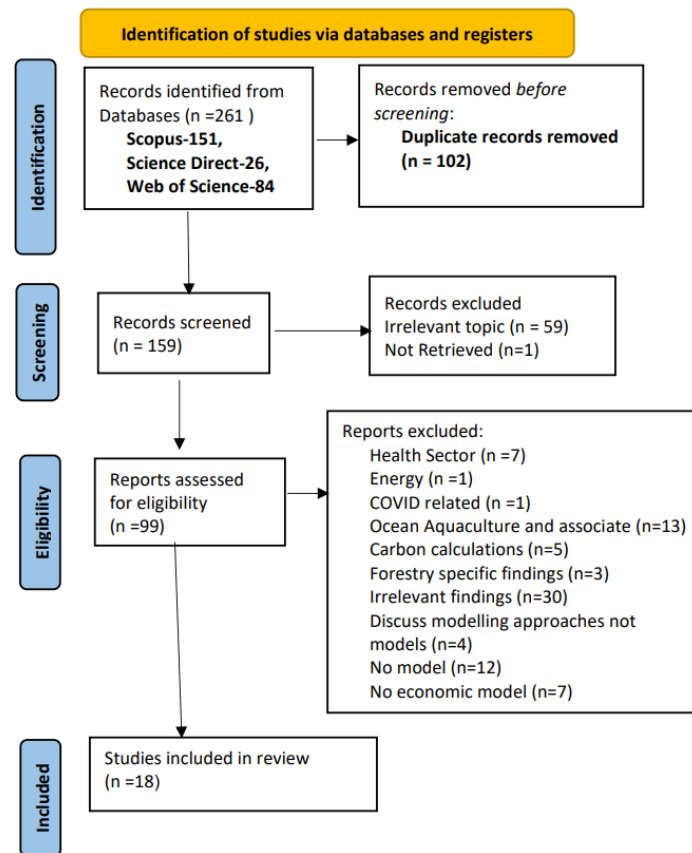 Identification of studies via databases and registers
Identification
Records identified from
Databases (n =261 )
Scopus-151,
Science Direct-26,
Web of Science-84
Records removed before
screening:
Duplicate records removed
(n = 102)
Screening
Records screened
(n = 159)
Records excluded
Irrelevant topic (n = 59)
Not Retrieved (n=1)
Eligibility
Reports assessed
for eligibility
(n =99)
Reports excluded:
Health Sector (n =7)
Energy (n =1)
COVID related (n =1)
Ocean Aquaculture and associate (n=13)
Carbon calculations (n=5)
Forestry specific findings (n=3)
Irrelevant findings (n=30)
Discuss modelling approaches not
models (n=4)
No model (n=12)
No economic model (n=7)
Included
Studies included in review
(n =18)